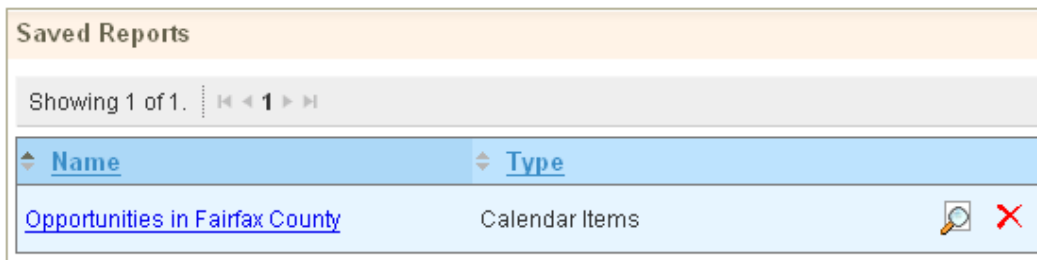 Saved Reports
Showing 1 of 1. 1
Name Type
Opportunities in Fairfax County Calendar Items